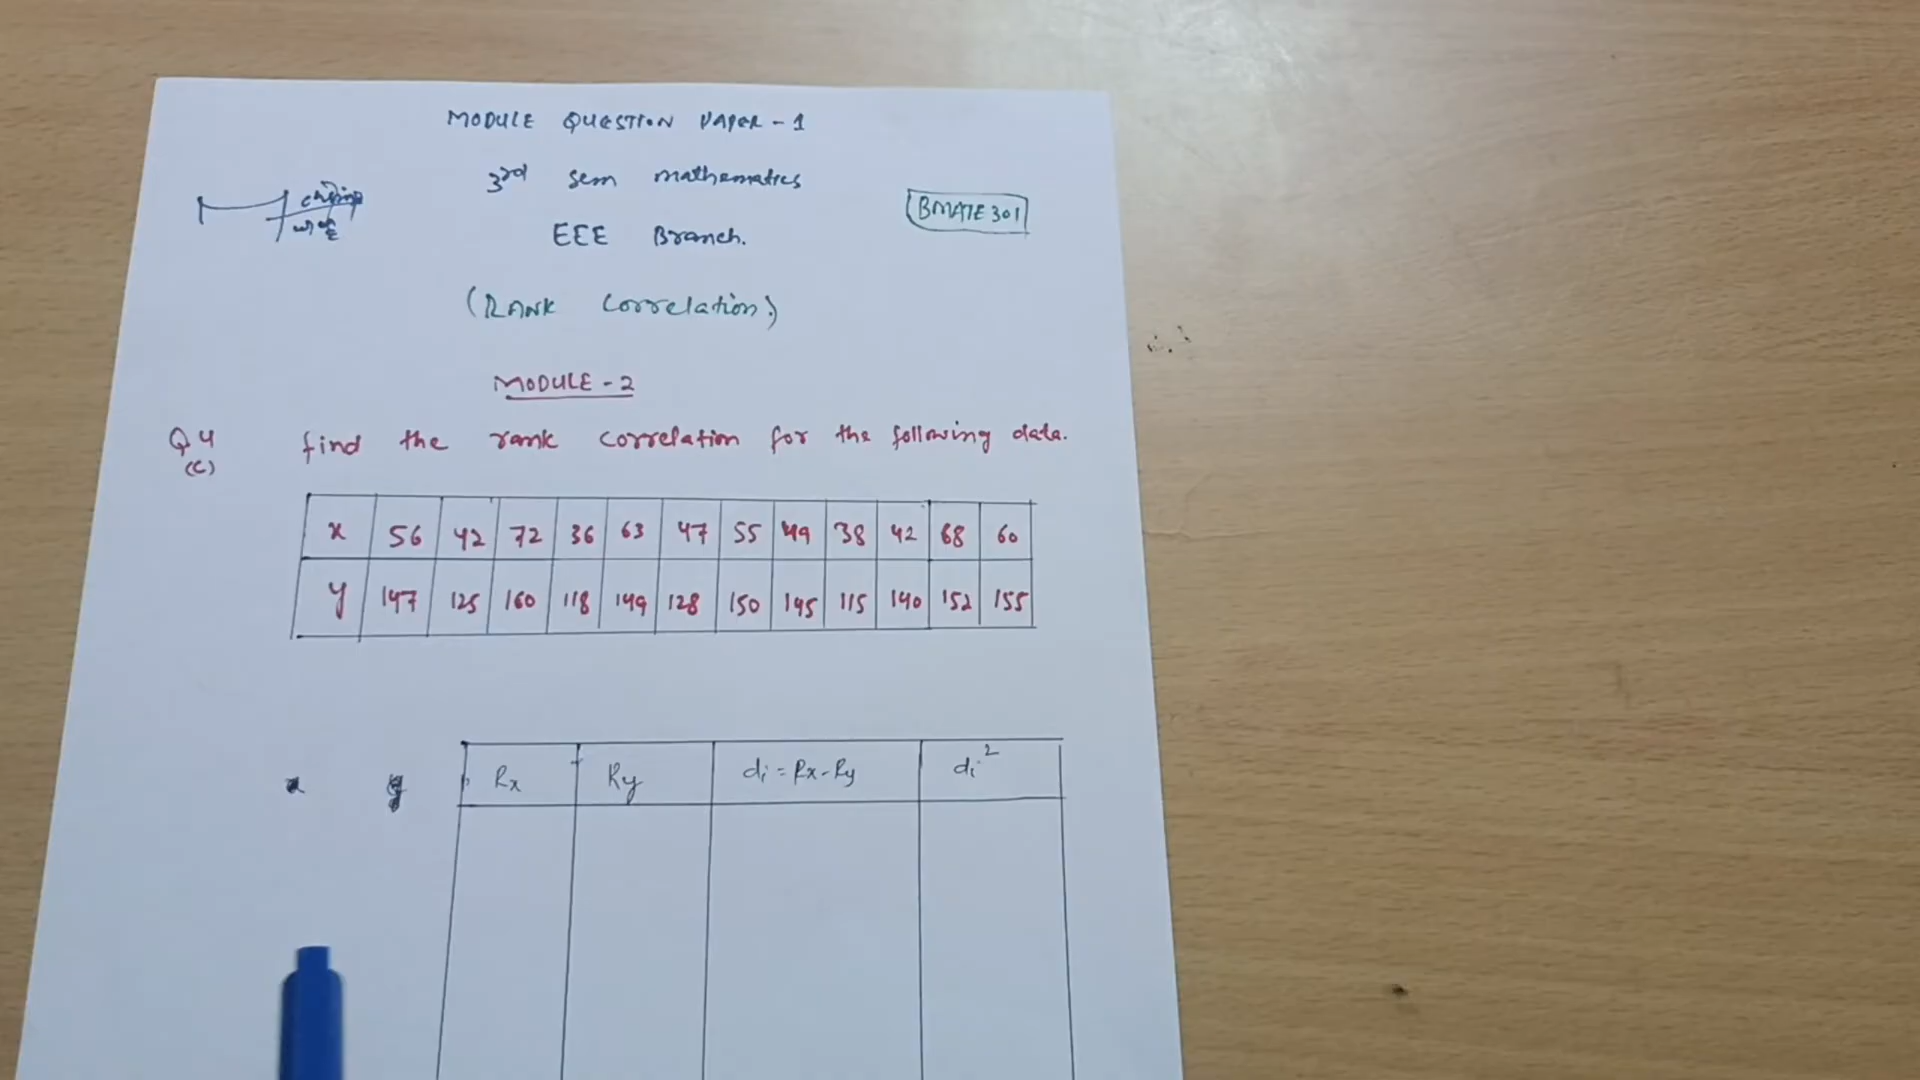 MODULE QUESTION PAPER - 1
3rd sem mathematics
EEE Branch.
BMATE 301
(RANK Correlation)
MODULE - 2
Q4 find the rank correlation for the following data.
(c)
x 56 42 72 36 63 47 55 49 38 42 68 60
y 147 125 160 118 149 128 150 145 115 140 152 155
Rx Ry di = Rx - Ry di²